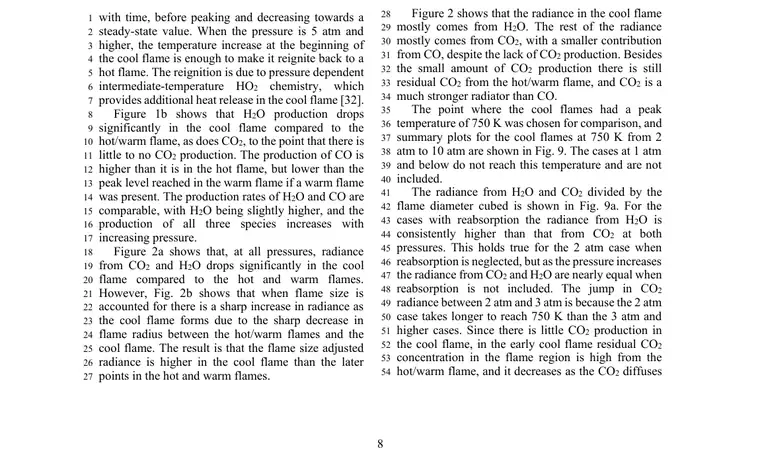 1 with time, before peaking and decreasing towards a
2 steady-state value. When the pressure is 5 atm and
3 higher, the temperature increase at the beginning of
4 the cool flame is enough to make it reignite back to a
5 hot flame. The reignition is due to pressure dependent
6 intermediate-temperature HO₂ chemistry, which
7 provides additional heat release in the cool flame [32].
8 Figure 1b shows that H₂O production drops
9 significantly in the cool flame compared to the
10 hot/warm flame, as does CO₂, to the point that there is
11 little to no CO₂ production. The production of CO is
12 higher than it is in the hot flame, but lower than the
13 peak level reached in the warm flame if a warm flame
14 was present. The production rates of H₂O and CO are
15 comparable, with H₂O being slightly higher, and the
16 production of all three species increases with
17 increasing pressure.
18 Figure 2a shows that, at all pressures, radiance
19 from CO₂ and H₂O drops significantly in the cool
20 flame compared to the hot and warm flames.
21 However, Fig. 2b shows that when flame size is
22 accounted for there is a sharp increase in radiance as
23 the cool flame forms due to the sharp decrease in
24 flame radius between the hot/warm flames and the
25 cool flame. The result is that the flame size adjusted
26 radiance is higher in the cool flame than the later
27 points in the hot and warm flames.
28 Figure 2 shows that the radiance in the cool flame
29 mostly comes from H₂O. The rest of the radiance
30 mostly comes from CO₂, with a smaller contribution
31 from CO, despite the lack of CO₂ production. Besides
32 the small amount of CO₂ production there is still
33 residual CO₂ from the hot/warm flame, and CO₂ is a
34 much stronger radiator than CO.
35 The point where the cool flames had a peak
36 temperature of 750 K was chosen for comparison, and
37 summary plots for the cool flames at 750 K from 2
38 atm to 10 atm are shown in Fig. 9. The cases at 1 atm
39 and below do not reach this temperature and are not
40 included.
41 The radiance from H₂O and CO₂ divided by the
42 flame diameter cubed is shown in Fig. 9a. For the
43 cases with reabsorption the radiance from H₂O is
44 consistently higher than that from CO₂ at both
45 pressures. This holds true for the 2 atm case when
46 reabsorption is neglected, but as the pressure increases
47 the radiance from CO₂ and H₂O are nearly equal when
48 reabsorption is not included. The jump in CO₂
49 radiance between 2 atm and 3 atm is because the 2 atm
50 case takes longer to reach 750 K than the 3 atm and
51 higher cases. Since there is little CO₂ production in
52 the cool flame, in the early cool flame residual CO₂
53 concentration in the flame region is high from the
54 hot/warm flame, and it decreases as the CO₂ diffuses
8